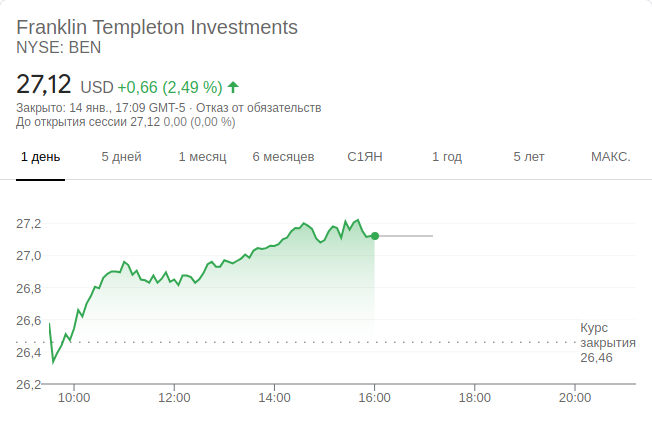 Franklin Templeton Investments
NYSE: BEN
27,12 USD +0,66 (2,49 %)
Закрыто: 14 янв., 17:09 GMT-5 · Отказ от обязательств
До открытия сессии 27,12 0,00 (0,00 %)
1 день 5 дней 1 месяц 6 месяцев С1ЯН 1 год 5 лет МАКС.
27,2
27,0
26,8
26,6
26,4
26,2
Курс
закрытия
26,46
10:00 12:00 14:00 16:00 18:00 20:00